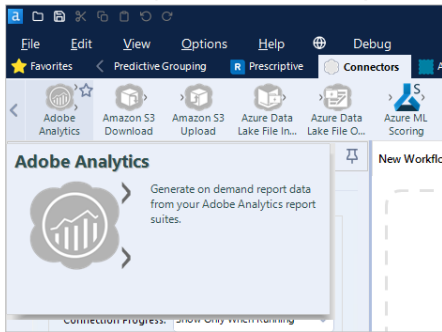 a
File Edit View Options Help Debug
Favorites Predictive Grouping R Prescriptive Connectors A
Adobe Analytics
Amazon S3 Download
Amazon S3 Upload
Azure Data Lake File In...
Azure Data Lake File O...
Azure ML Scoring
Adobe Analytics
New Workflo
Generate on demand report data
from your Adobe Analytics report
suites.
Connection Progress: Show Only When Running